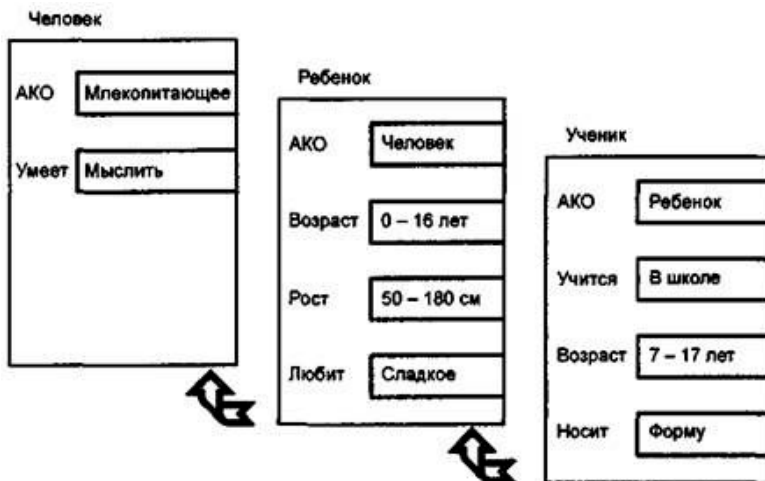 Человек
АКО Млекопитающее
Умеет Мыслить
Ребенок
АКО Человек
Возраст 0 – 16 лет
Рост 50 – 180 см
Любит Сладкое
Ученик
АКО Ребенок
Учится В школе
Возраст 7 – 17 лет
Носит Форму